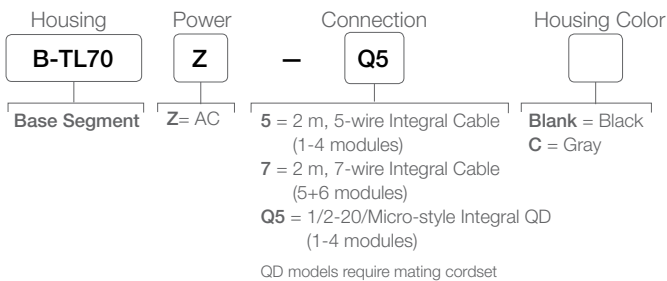 Housing Power Connection Housing Color
B-TL70 Z – Q5
Base Segment
Z= AC
5 = 2 m, 5-wire Integral Cable
(1-4 modules)
7 = 2 m, 7-wire Integral Cable
(5+6 modules)
Q5 = 1/2-20/Micro-style Integral QD
(1-4 modules)
QD models require mating cordset
Blank = Black
C = Gray